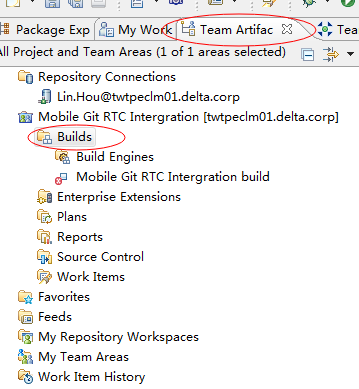 Package Exp My Work Team Artifac Tea
All Project and Team Areas (1 of 1 areas selected)
Repository Connections
Lin.Hou@twtpeclm01.delta.corp
Mobile Git RTC Intergration [twtpeclm01.delta.corp]
Builds
Build Engines
Mobile Git RTC Intergration build
Enterprise Extensions
Plans
Reports
Source Control
Work Items
Favorites
Feeds
My Repository Workspaces
My Team Areas
Work Item History